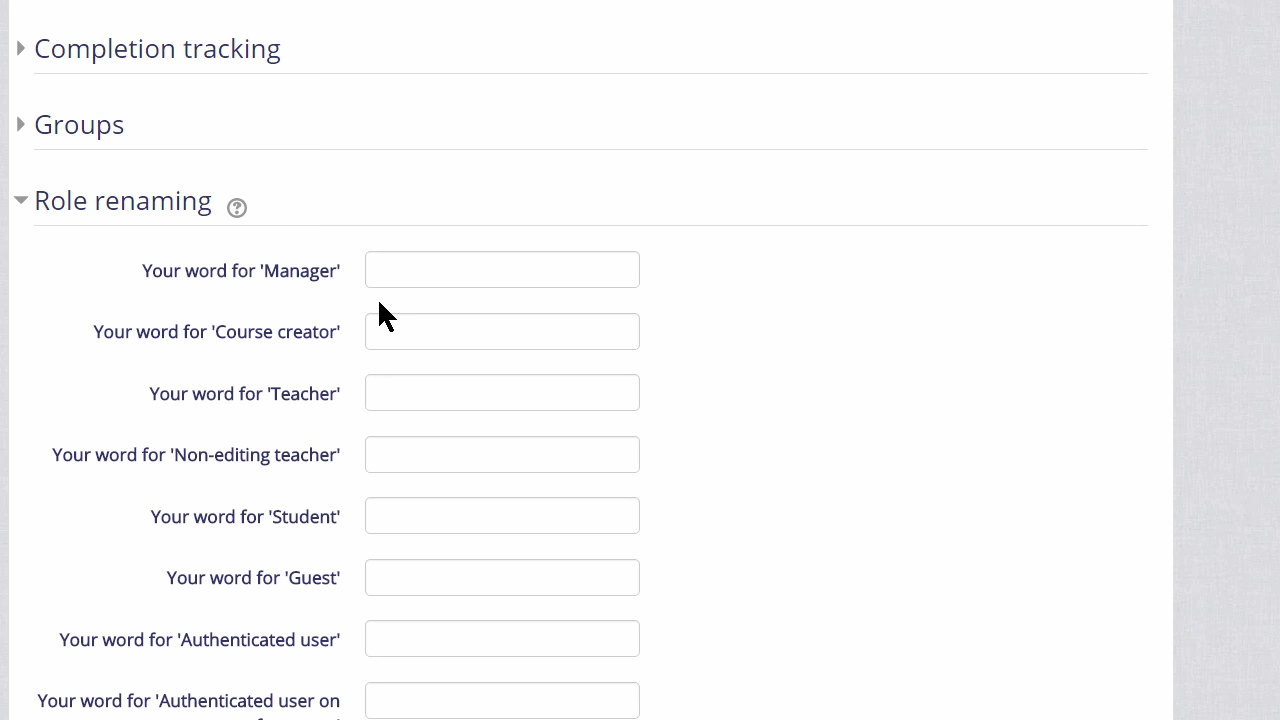 Completion tracking
Groups
Role renaming ?
Your word for 'Manager'
Your word for 'Course creator'
Your word for 'Teacher'
Your word for 'Non-editing teacher'
Your word for 'Student'
Your word for 'Guest'
Your word for 'Authenticated user'
Your word for 'Authenticated user on